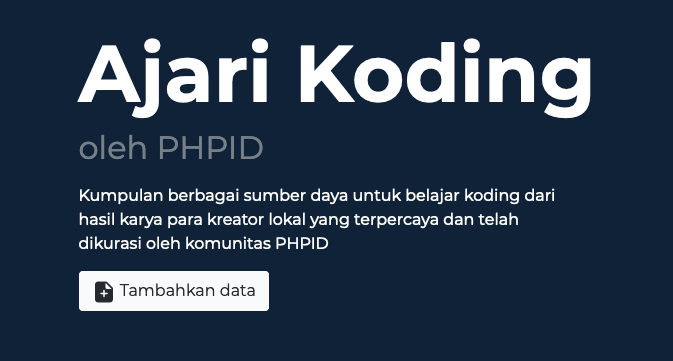 Ajari Koding
oleh PHPID
Kumpulan berbagai sumber daya untuk belajar koding dari
hasil karya para kreator lokal yang terpercaya dan telah
dikurasi oleh komunitas PHPID
Tambahkan data